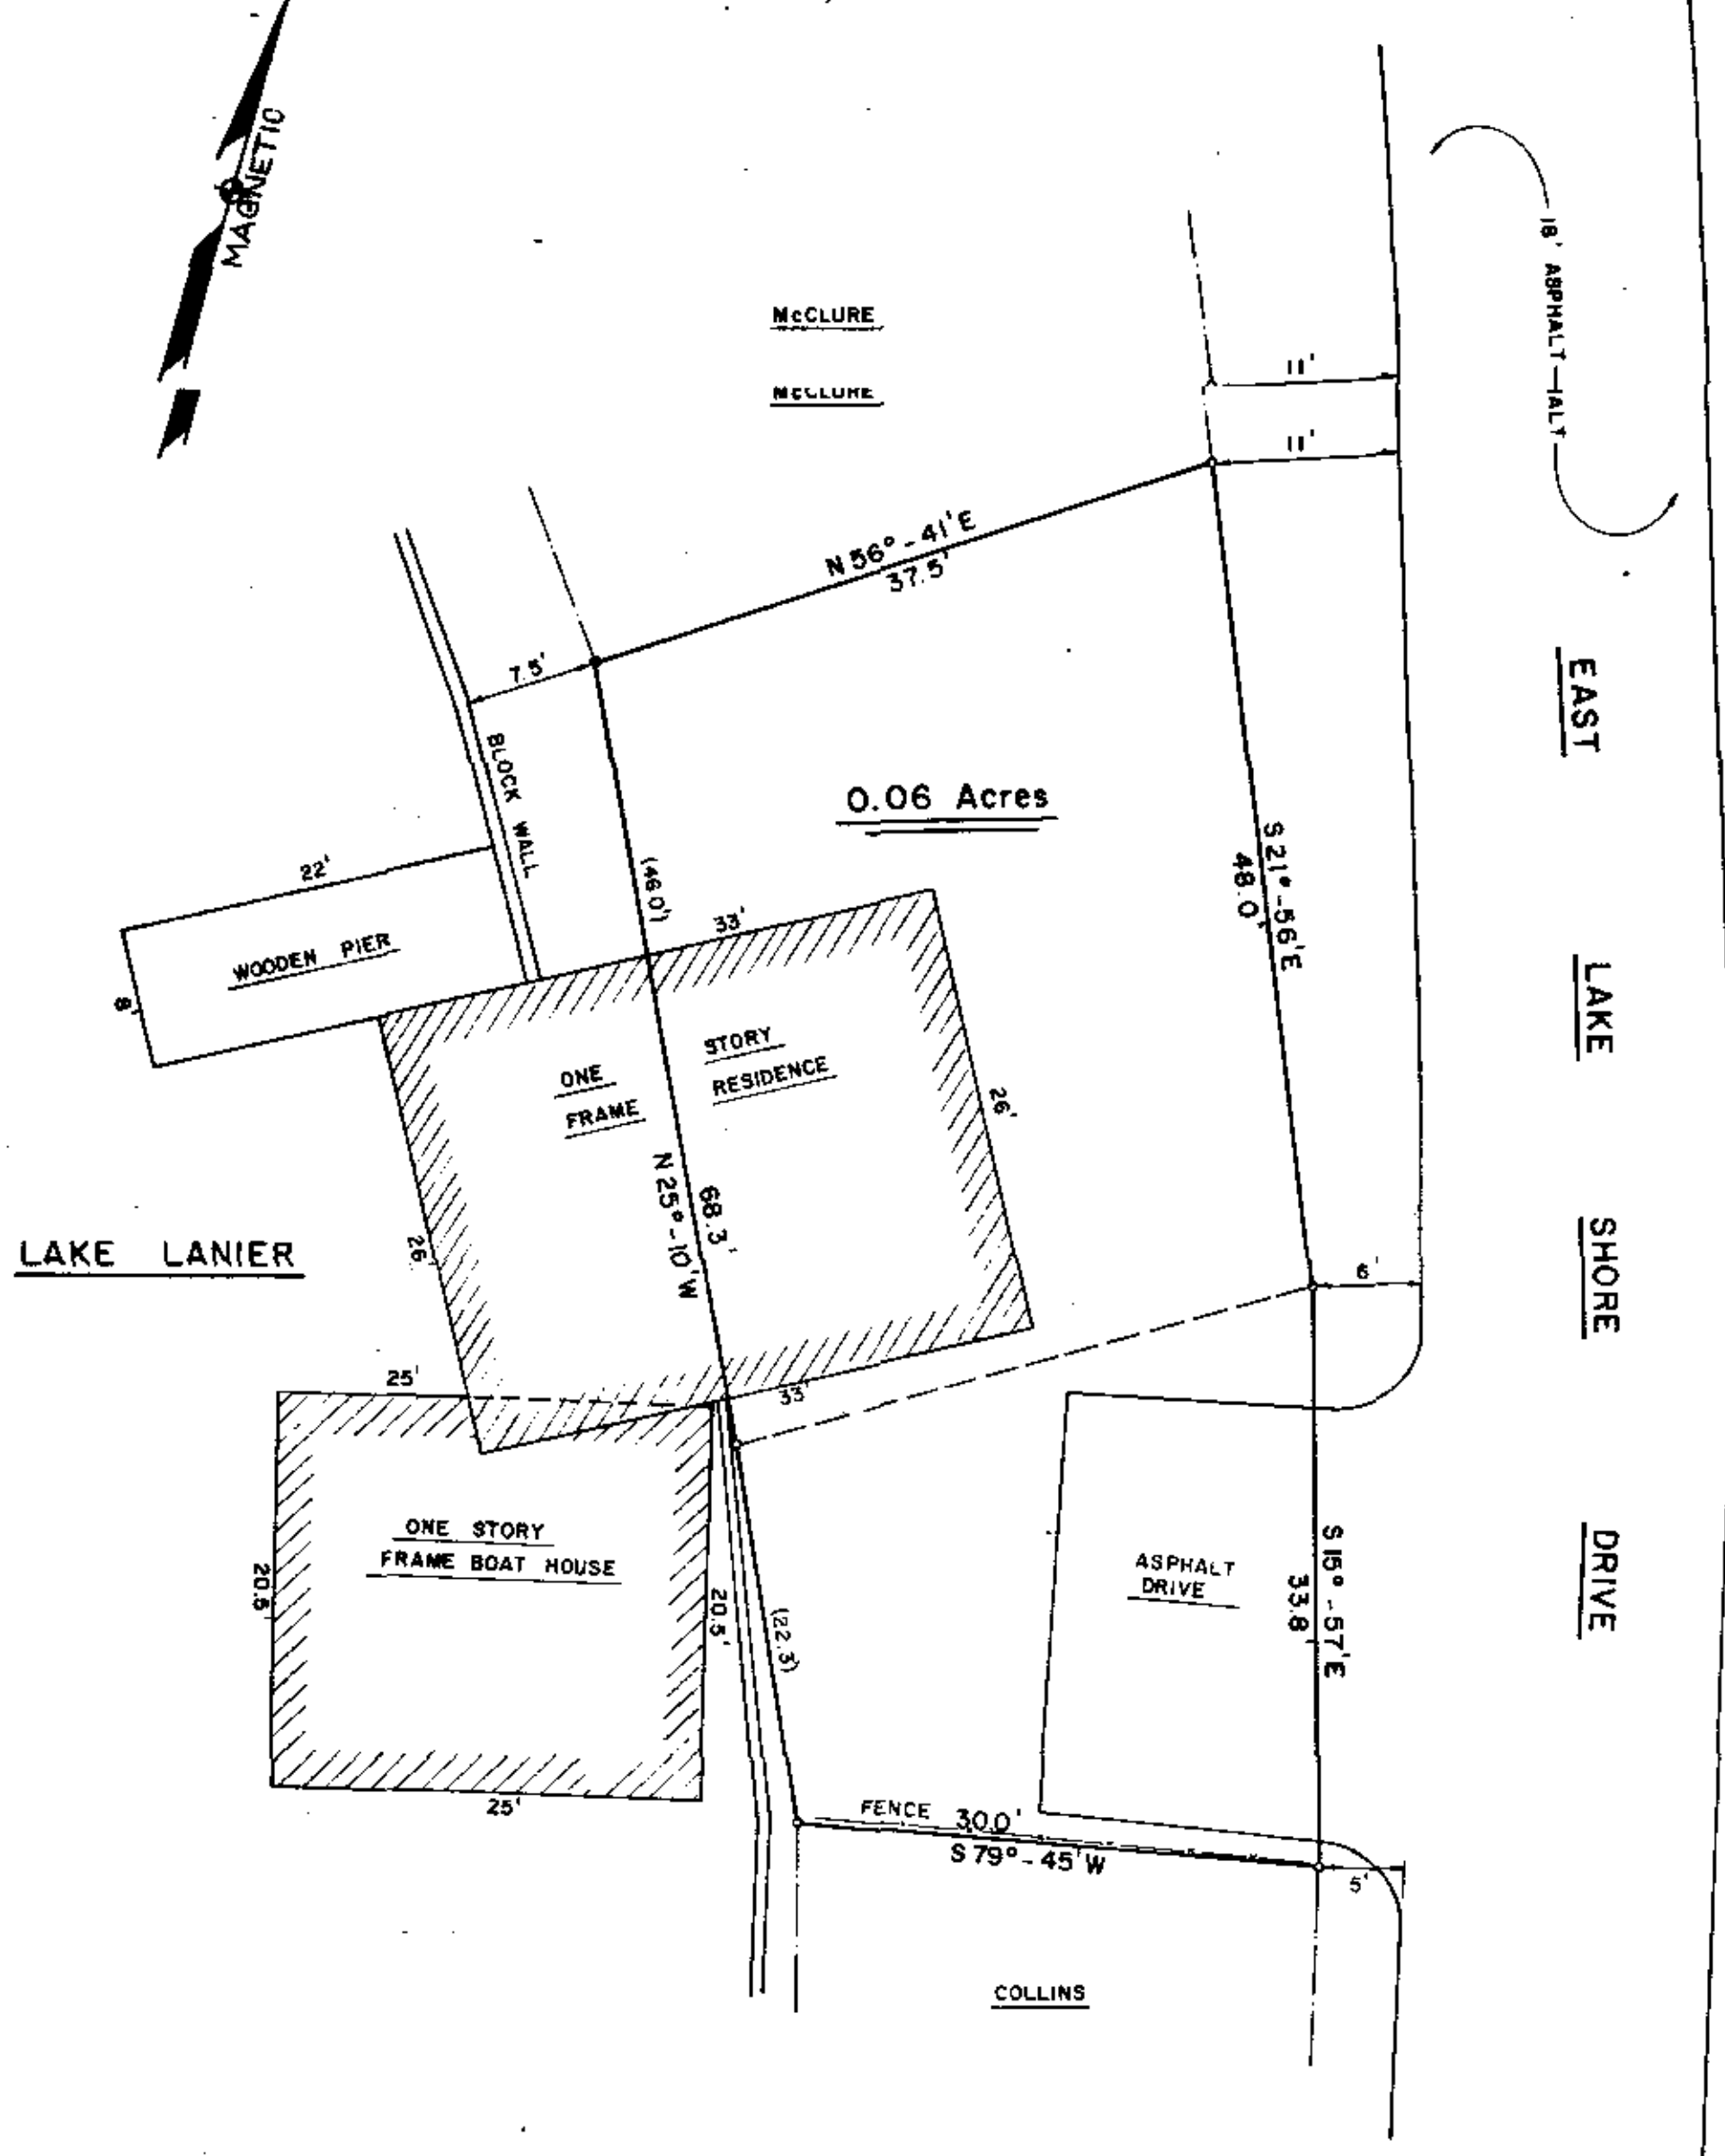 MAGNETIC
McCLURE
McCLURE
11'
11'
18' ASPHALT
N 56° - 41' E
37.5'
7.5'
BLOCK WALL
0.06 Acres
EAST LAKE SHORE DRIVE
S 21° - 56' E
48.0'
22'
WOODEN PIER
8'
(46.0')
33'
ONE STORY
FRAME RESIDENCE
26'
26'
N 25° - 10' W
68.3'
LAKE LANIER
6'
25'
33'
ONE STORY
FRAME BOAT HOUSE
20.5'
20.5'
(22.3)
ASPHALT
DRIVE
S 15° - 57' E
33.8'
25'
FENCE 30.0'
S 79° - 45' W
5'
COLLINS